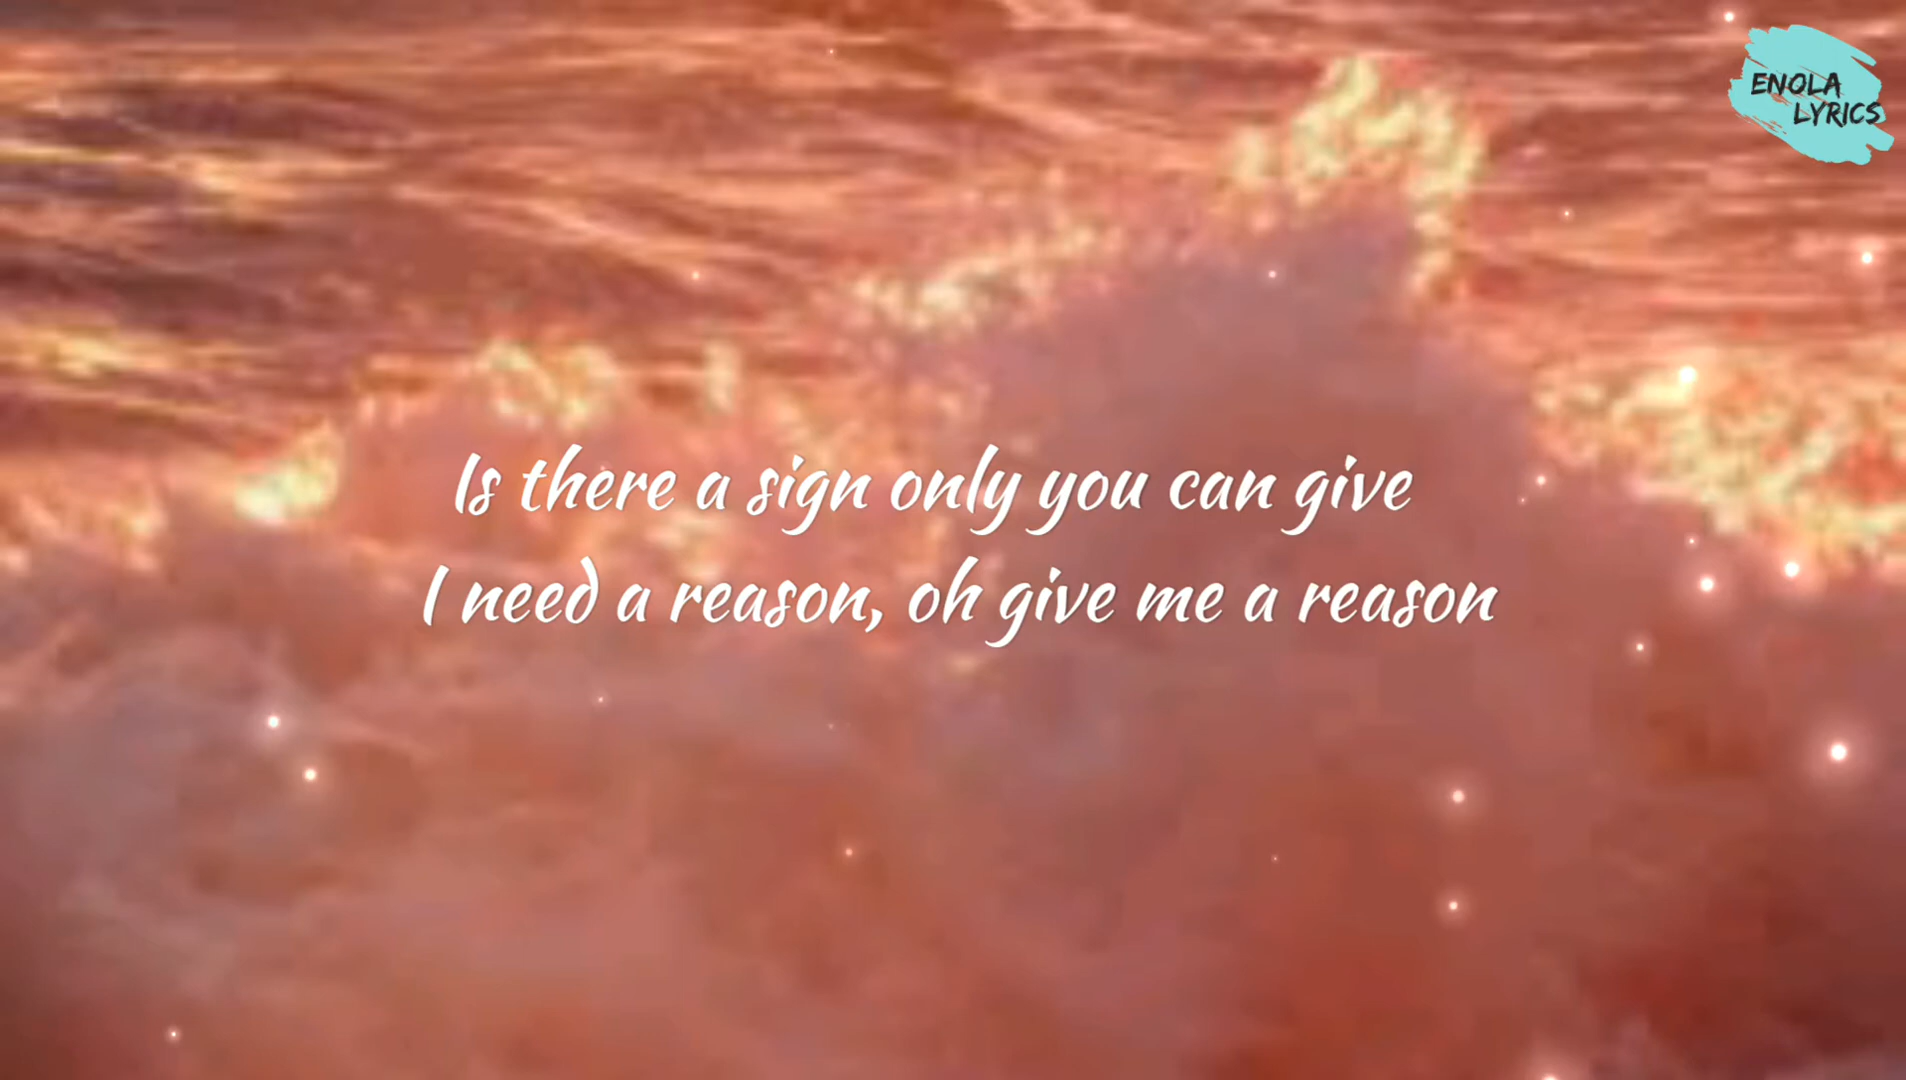 ENOLA
LYRICS
Is there a sign only you can give
I need a reason, oh give me a reason